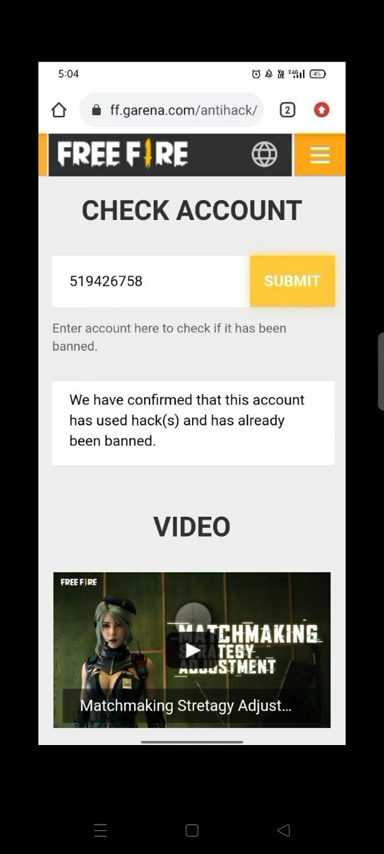 5:04
45
ff.garena.com/antihack/
2
FREE FIRE
CHECK ACCOUNT
519426758
SUBMIT
Enter account here to check if it has been
banned.
We have confirmed that this account
has used hack(s) and has already
been banned.
VIDEO
FREE FIRE
MATCHMAKING
STRATEGY
ADJUSTMENT
Matchmaking Stretagy Adjust...